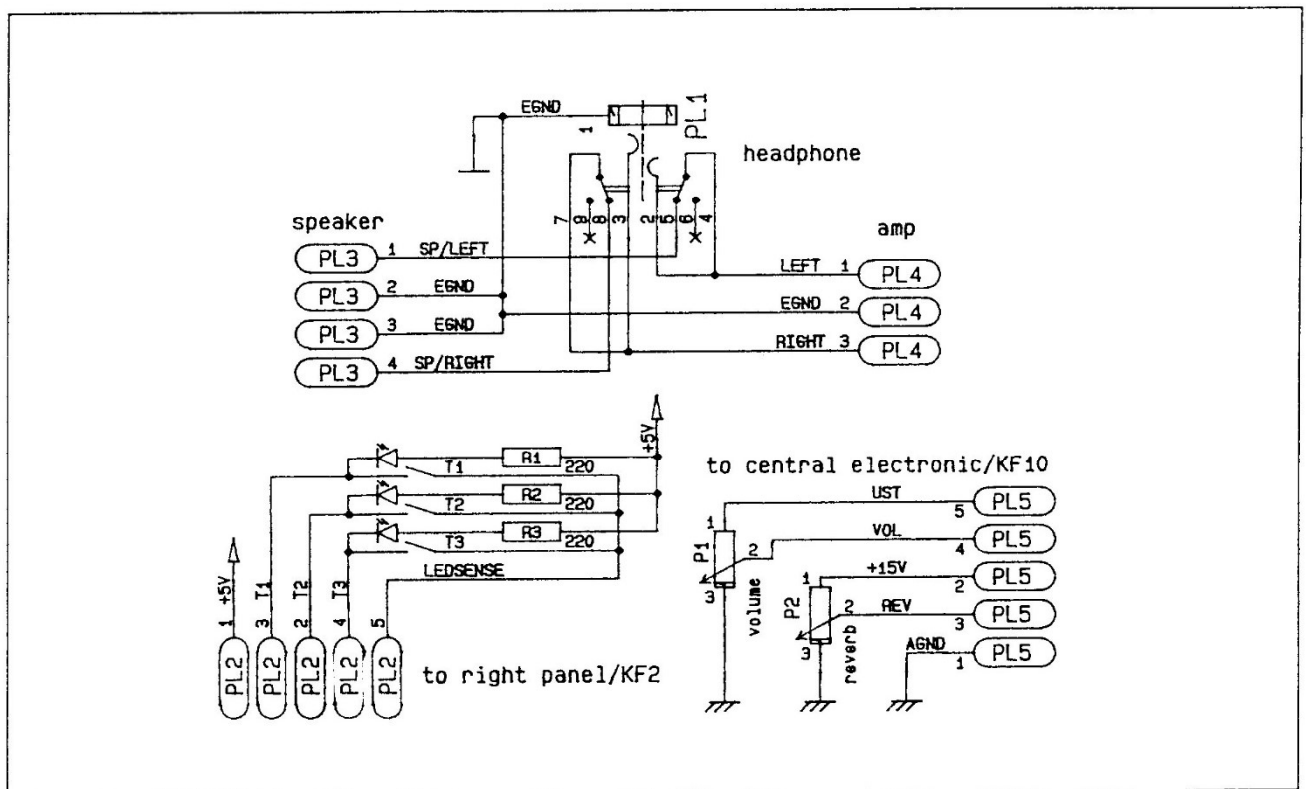 EGND
1
PL1
headphone
7 9 8 3 2 5 6 4
speaker
amp
PL3 1 SP/LEFT
LEFT 1 PL4
PL3 2 EGND
EGND 2 PL4
PL3 3 EGND
RIGHT 3 PL4
PL3 4 SP/RIGHT
+5V
R1
T1 220
R2
T2 220
R3
T3 220
LEDSENSE
PL2 1 +5V
PL2 3 T1
PL2 2 T2
PL2 4 T3
PL2 5
to right panel/KF2
to central electronic/KF10
UST 5 PL5
VOL 4 PL5
+15V 2 PL5
REV 3 PL5
AGND 1 PL5
P1 1 2 3
volume
P2 1 2 3
reverb